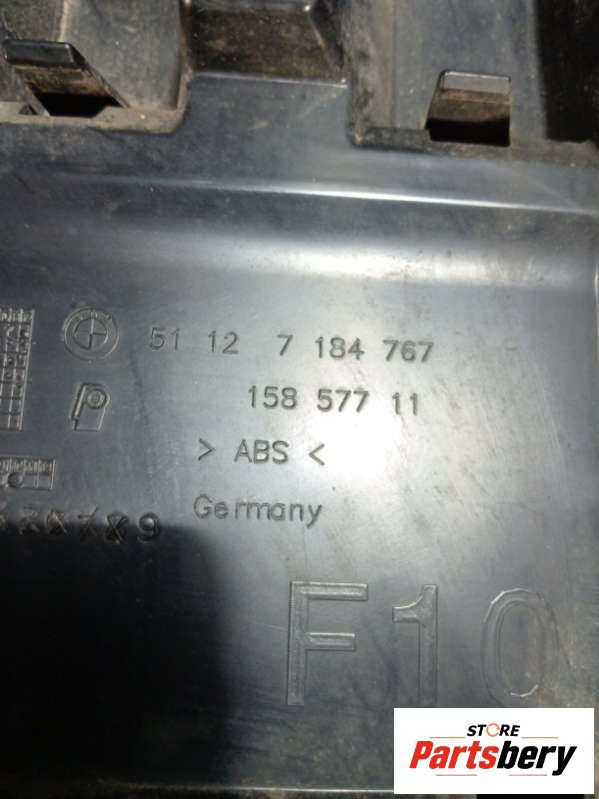 51 12 7 184 767
158 577 11
> ABS <
Germany
F10
STORE
Partsbery